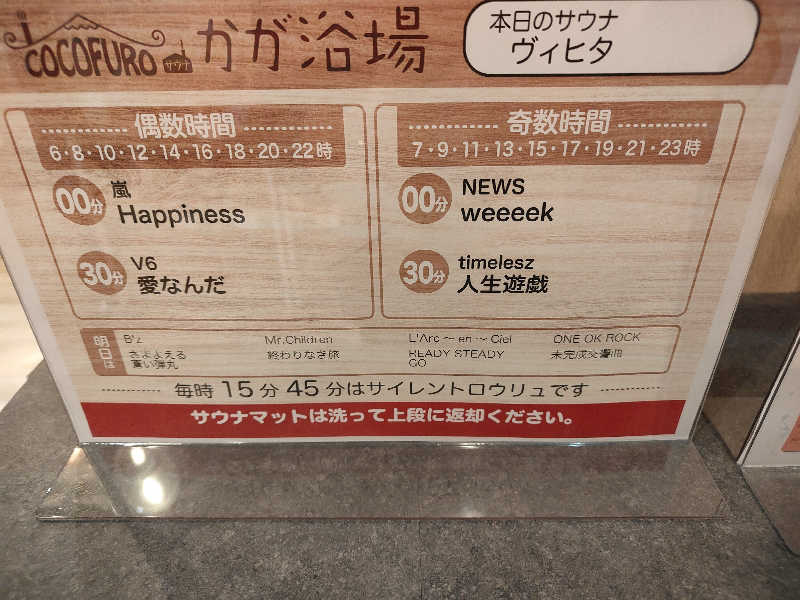 COCOFURO サウナ かが浴場
本日のサウナ
ヴィヒタ
偶数時間
6・8・10・12・14・16・18・20・22時
00分 嵐
Happiness
30分 V6
愛なんだ
奇数時間
7・9・11・13・15・17・19・21・23時
00分 NEWS
weeeek
30分 timelesz
人生遊戯
明日は
B'z
さまよえる
蒼い弾丸
Mr.Children
終わりなき旅
L'Arc〜en〜Ciel
READY STEADY
GO
ONE OK ROCK
未完成交響曲
毎時 15分 45分はサイレントロウリュです
サウナマットは洗って上段に返却ください。